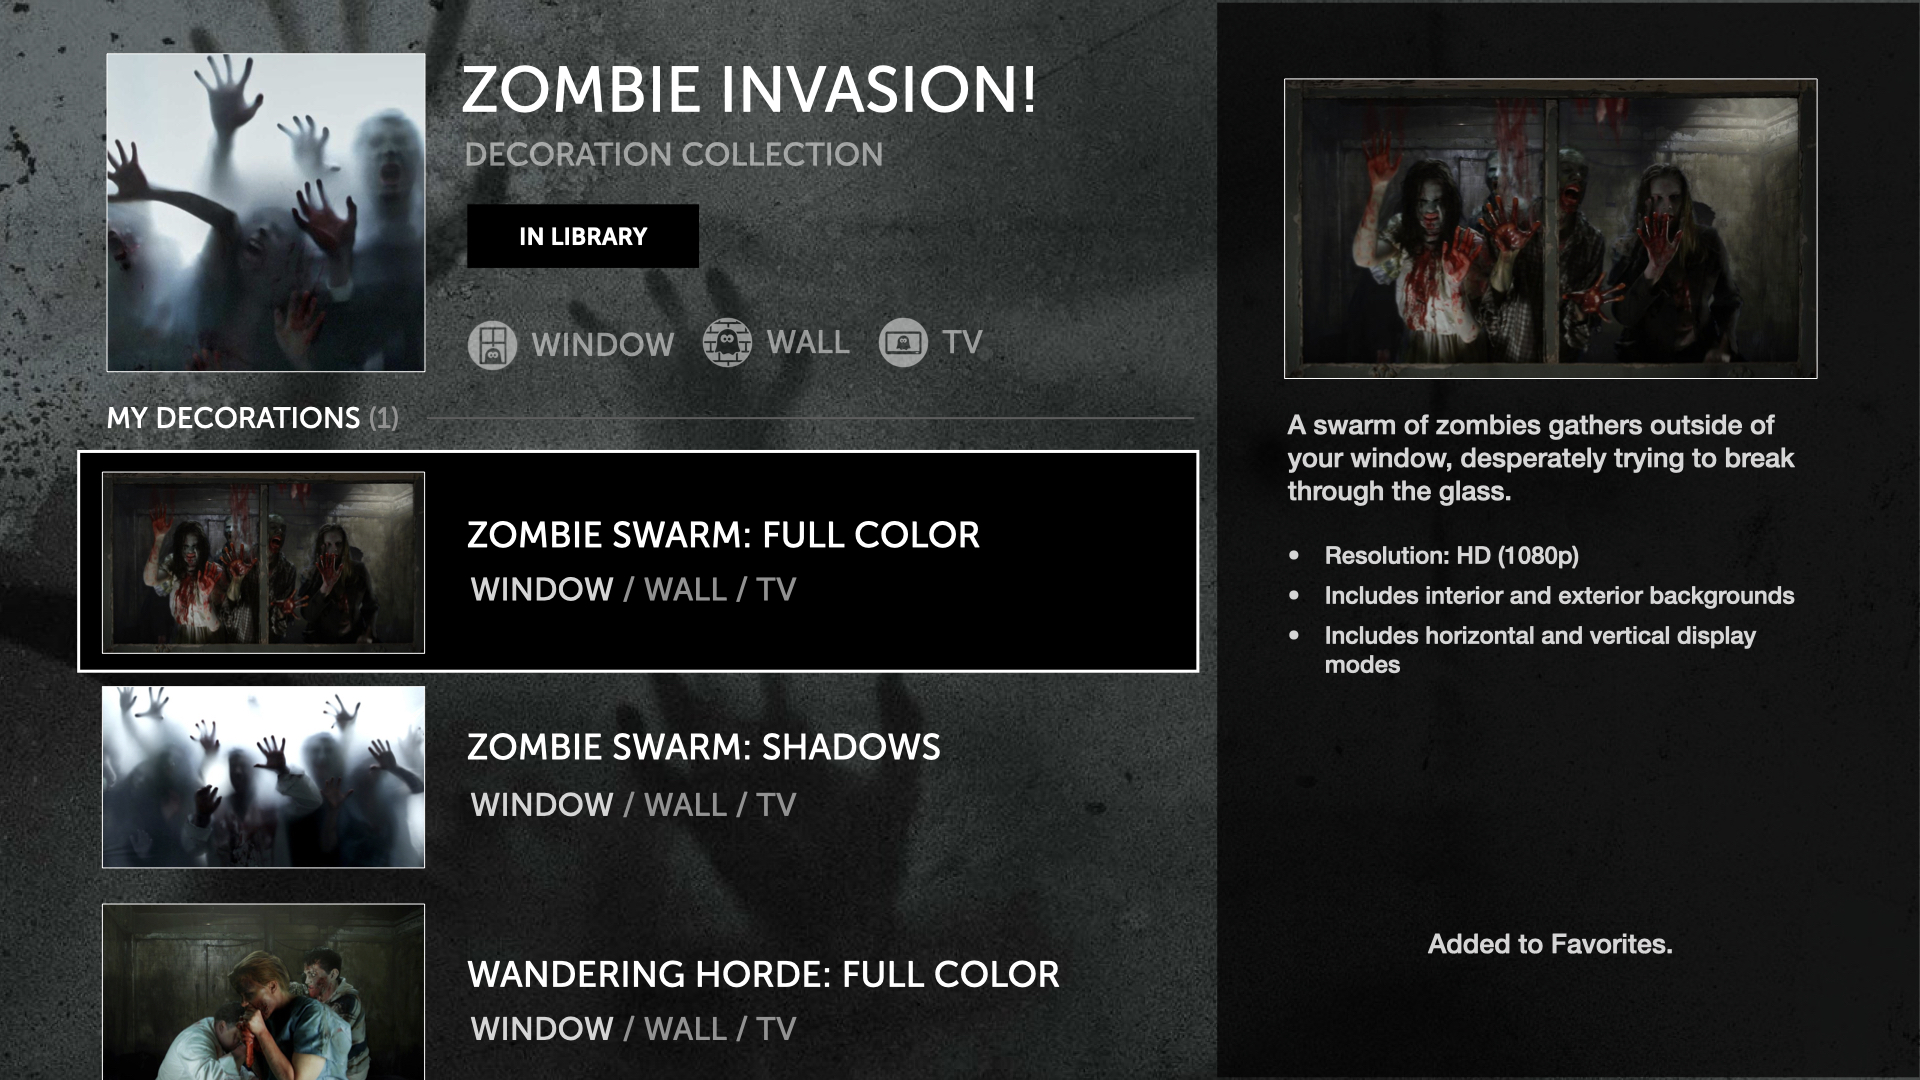 ZOMBIE INVASION!
DECORATION COLLECTION
IN LIBRARY
WINDOW WALL TV
MY DECORATIONS (1)
ZOMBIE SWARM: FULL COLOR
WINDOW / WALL / TV
ZOMBIE SWARM: SHADOWS
WINDOW / WALL / TV
WANDERING HORDE: FULL COLOR
WINDOW / WALL / TV
A swarm of zombies gathers outside of
your window, desperately trying to break
through the glass.
• Resolution: HD (1080p)
• Includes interior and exterior backgrounds
• Includes horizontal and vertical display
modes
Added to Favorites.